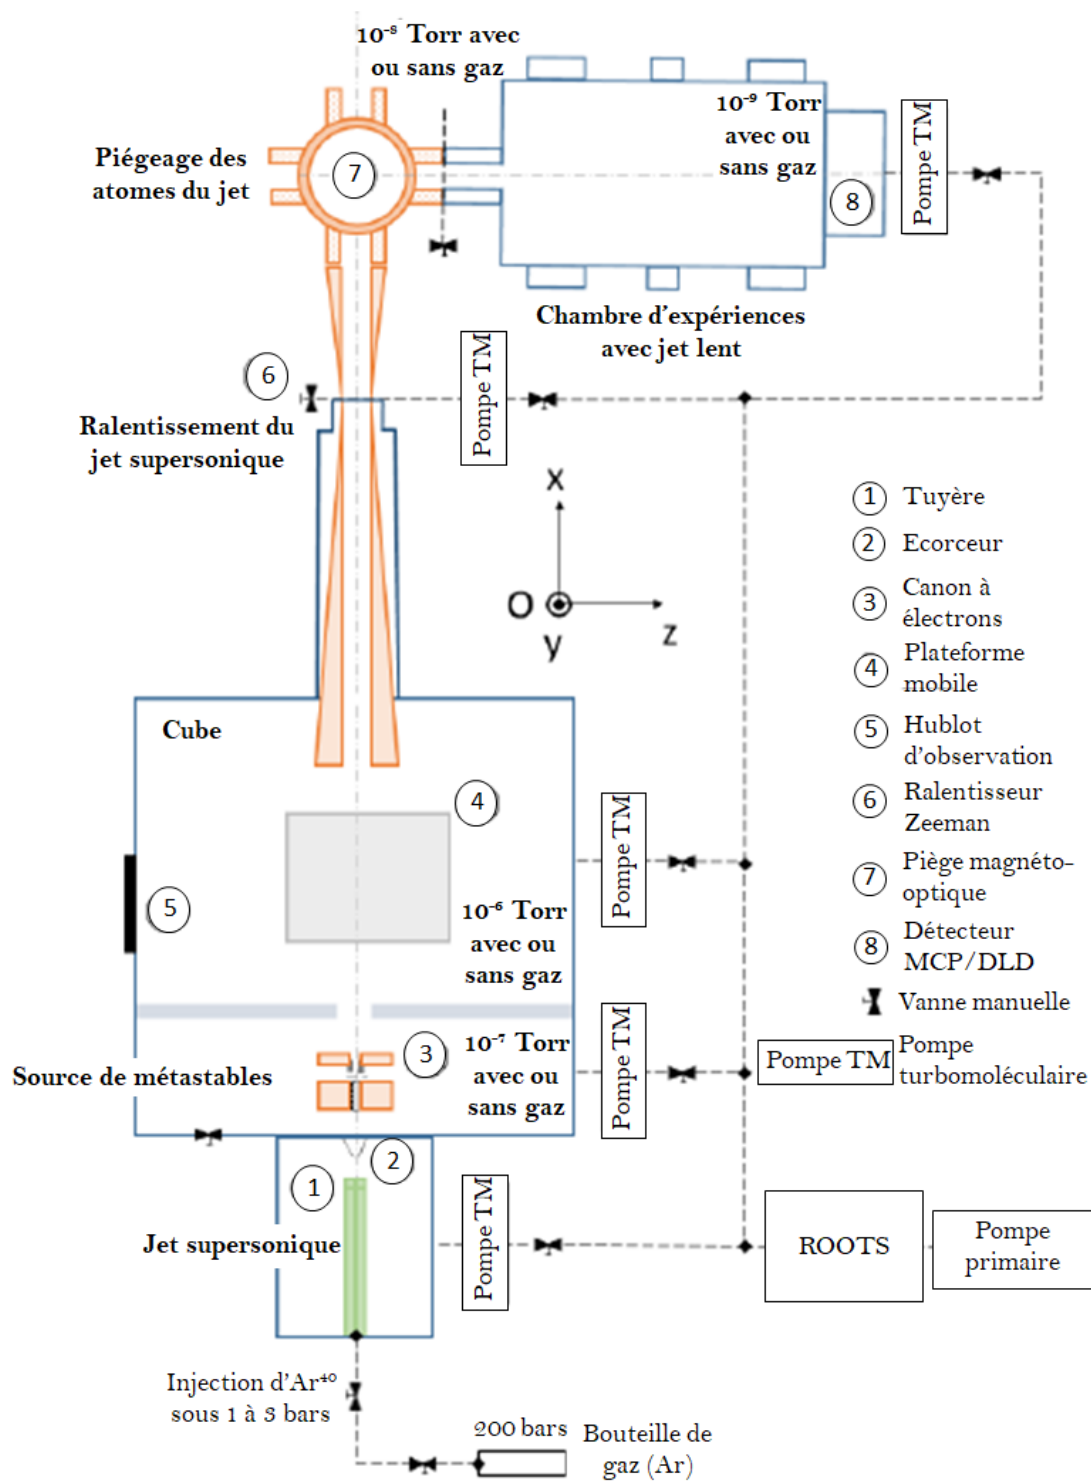 10⁻⁸ Torr avec
ou sans gaz
10⁻⁹ Torr
avec ou
sans gaz
Pompe TM
Piégeage des
atomes du jet
7
8
Chambre d'expériences
avec jet lent
6
Pompe TM
Ralentissement du
jet supersonique
x
O
y
z
1 Tuyère
2 Ecorceur
3 Canon à
électrons
4 Plateforme
mobile
5 Hublot
d'observation
6 Ralentisseur
Zeeman
7 Piège magnéto-
optique
8 Détecteur
MCP/DLD
Vanne manuelle
Pompe TM
Pompe
turbomoléculaire
Cube
4
5
10⁻⁶ Torr
avec ou
sans gaz
Pompe TM
3
10⁻⁷ Torr
avec ou
sans gaz
Pompe TM
Source de métastables
2
1
Jet supersonique
Pompe TM
ROOTS
Pompe
primaire
Injection d'Ar⁴⁰
sous 1 à 3 bars
200 bars
Bouteille de
gaz (Ar)